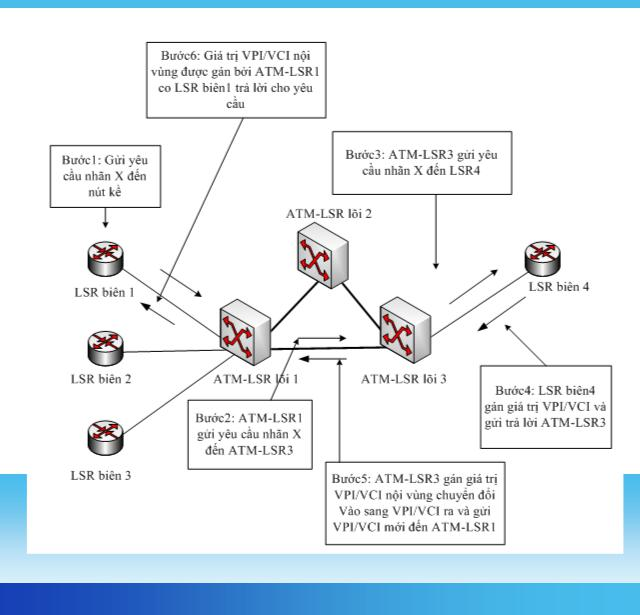 Bước6: Giá trị VPI/VCI nội
vùng được gán bởi ATM-LSR1
co LSR biên1 trả lời cho yêu
cầu
Bước1: Gửi yêu
cầu nhãn X đến
nút kề
Bước3: ATM-LSR3 gửi yêu
cầu nhãn X đến LSR4
ATM-LSR lõi 2
LSR biên 1
LSR biên 4
LSR biên 2
ATM-LSR lõi 1
ATM-LSR lõi 3
Bước4: LSR biên4
gán giá trị VPI/VCI và
gửi trả lời ATM-LSR3
Bước2: ATM-LSR1
gửi yêu cầu nhãn X
đến ATM-LSR3
LSR biên 3
Bước5: ATM-LSR3 gán giá trị
VPI/VCI nội vùng chuyển đổi
Vào sang VPI/VCI ra và gửi
VPI/VCI mới đến ATM-LSR1